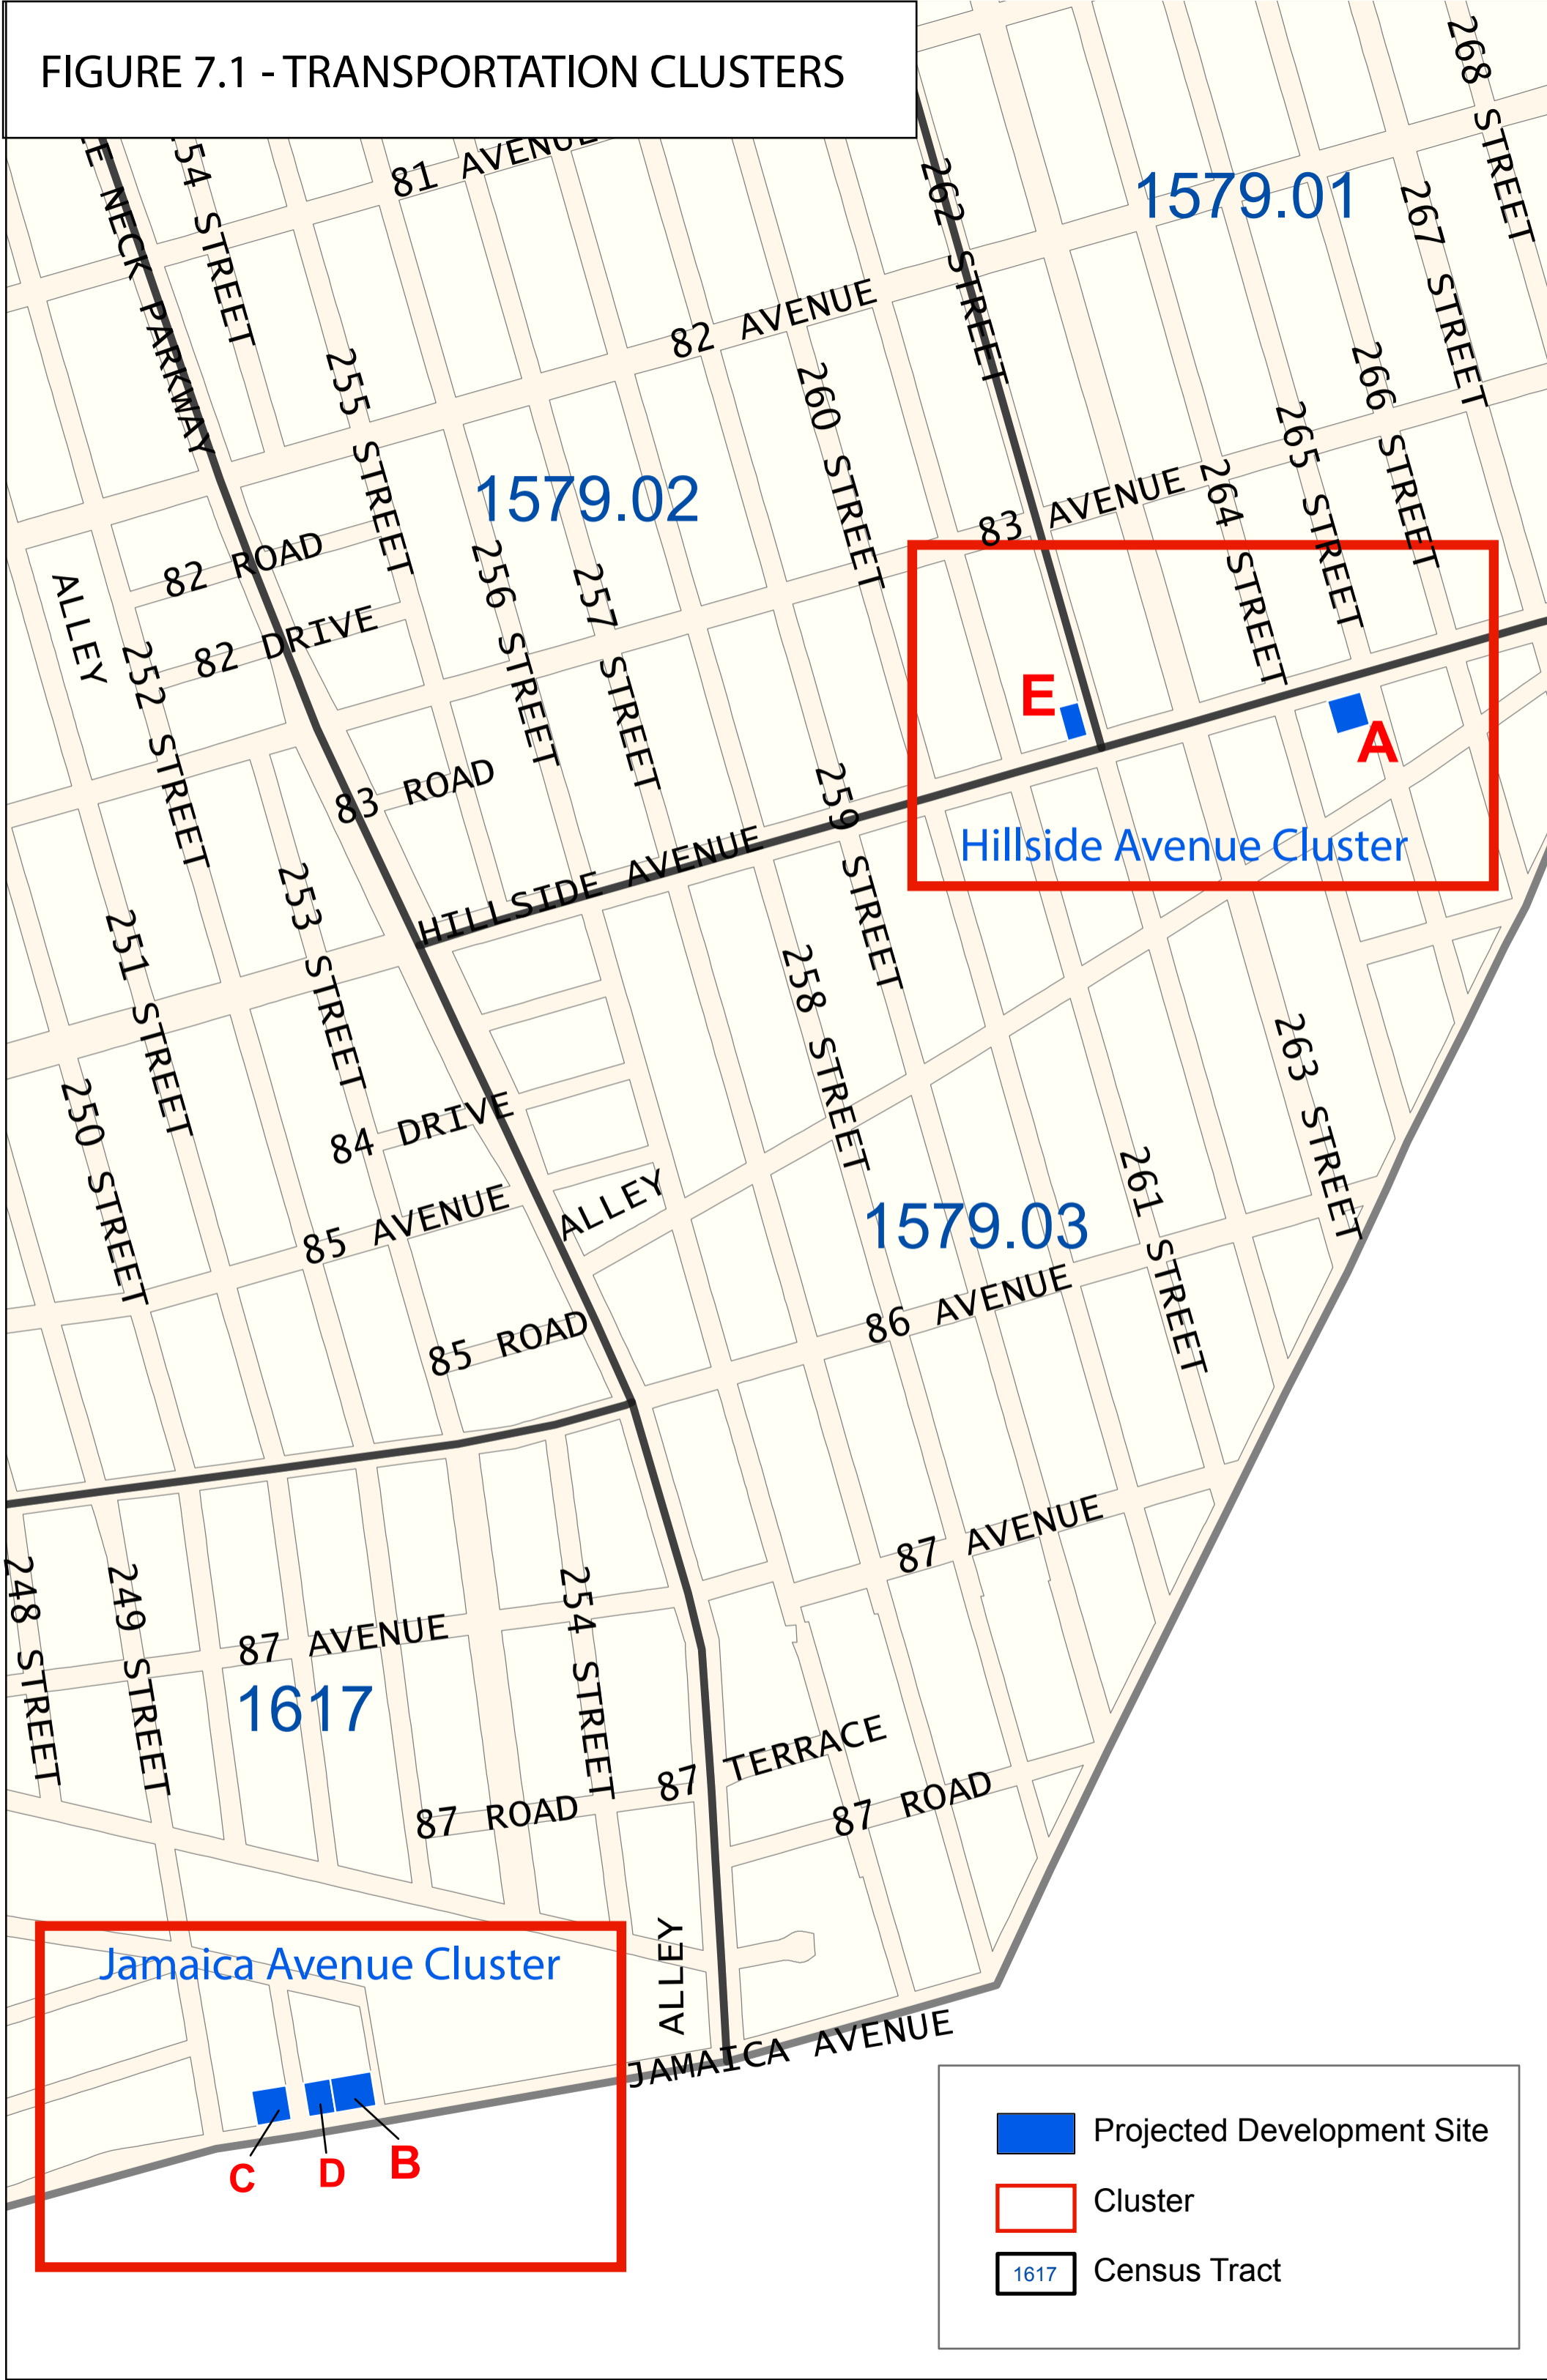 FIGURE 7.1 - TRANSPORTATION CLUSTERS
268 STREET
81 AVENUE
E NECK PARKWAY
54 STREET
262 STREET
1579.01
267 STREET
82 AVENUE
255 STREET
260 STREET
266 STREET
265 STREET
264 STREET
1579.02
83 AVENUE
82 ROAD
82 DRIVE
ALLEY
252 STREET
256 STREET
257 STREET
E
A
83 ROAD
259 STREET
HILLSIDE AVENUE
Hillside Avenue Cluster
253 STREET
251 STREET
258 STREET
263 STREET
250 STREET
84 DRIVE
85 AVENUE
ALLEY
1579.03
261 STREET
86 AVENUE
85 ROAD
87 AVENUE
248 STREET
249 STREET
254 STREET
87 AVENUE
1617
87 TERRACE
87 ROAD
87 ROAD
ALLEY
Jamaica Avenue Cluster
JAMAICA AVENUE
C
D
B
Projected Development Site
Cluster
1617
Census Tract